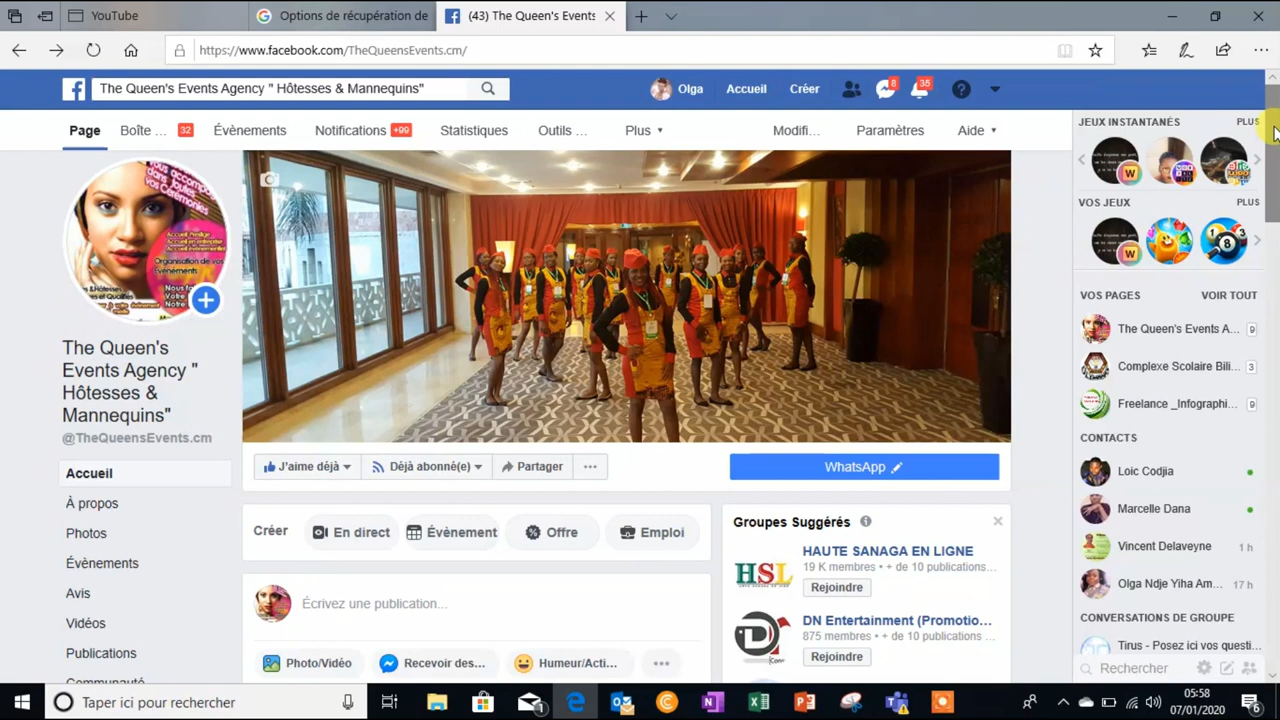 YouTube
Options de récupération de
(43) The Queen's Events
https://www.facebook.com/TheQueensEvents.cm/
The Queen's Events Agency " Hôtesses & Mannequins"
Olga
Accueil
Créer
8
35
Page
Boîte ...
32
Évènements
Notifications
+99
Statistiques
Outils ...
Plus
Modifi...
Paramètres
Aide
The Queen's
Events Agency "
Hôtesses &
Mannequins"
@TheQueensEvents.cm
Accueil
À propos
Photos
Évènements
Avis
Vidéos
Publications
J'aime déjà
Déjà abonné(e)
Partager
WhatsApp
Créer
En direct
Évènement
Offre
Emploi
Écrivez une publication...
Photo/Vidéo
Recevoir des...
Humeur/Acti...
Groupes Suggérés
HAUTE SANAGA EN LIGNE
HSL
19 K membres • + de 10 publications...
Rejoindre
DN Entertainment (Promotio...
875 membres • + de 10 publications...
Rejoindre
JEUX INSTANTANÉS
PLUS
VOS JEUX
PLUS
VOS PAGES
VOIR TOUT
The Queen's Events A...
9
Complexe Scolaire Bili...
3
Freelance _Infographi...
9
CONTACTS
Loic Codjia
Marcelle Dana
Vincent Delaveyne
1 h
Olga Ndje Yiha Am...
17 h
CONVERSATIONS DE GROUPE
Tirus - Posez ici vos questi...
Rechercher
Taper ici pour rechercher
05:58
07/01/2020
6